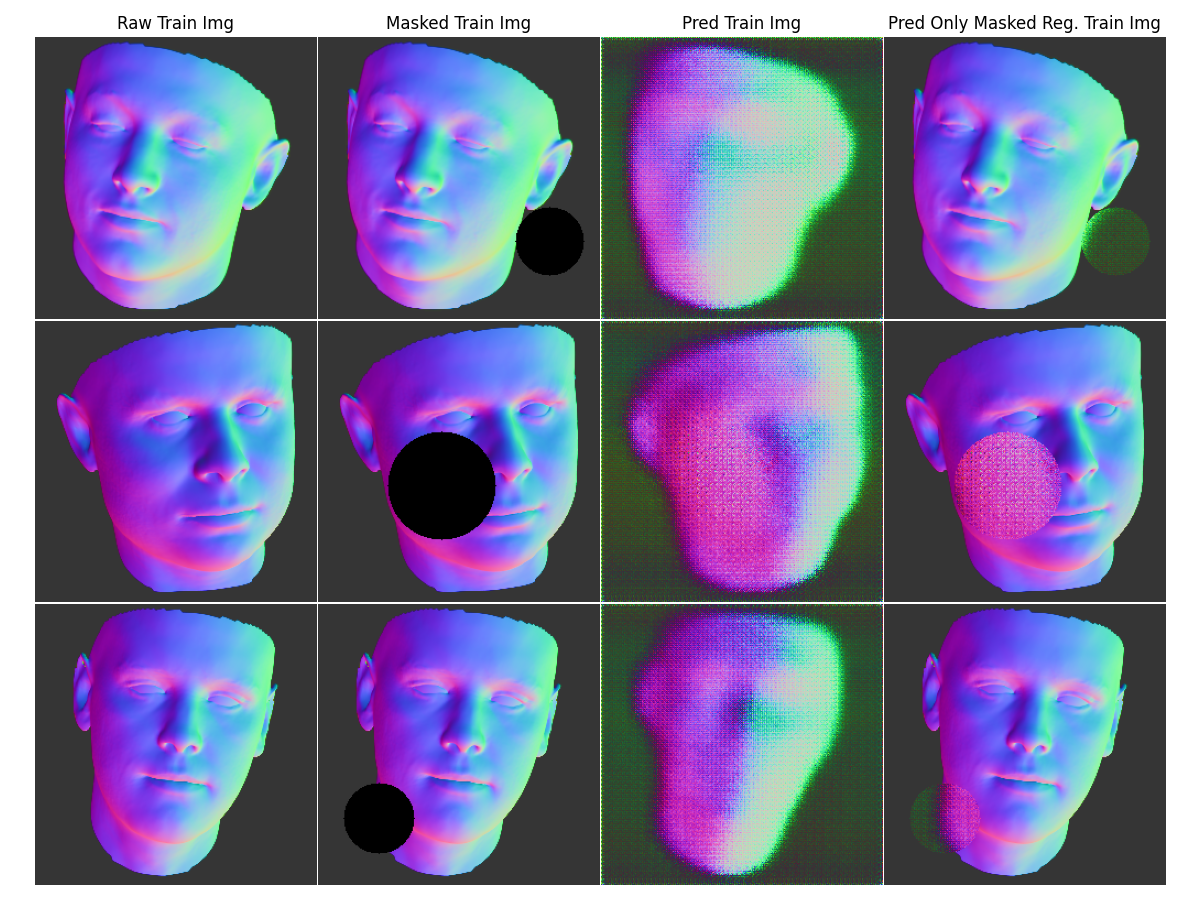 Raw Train Img
Masked Train Img
Pred Train Img
Pred Only Masked Reg. Train Img